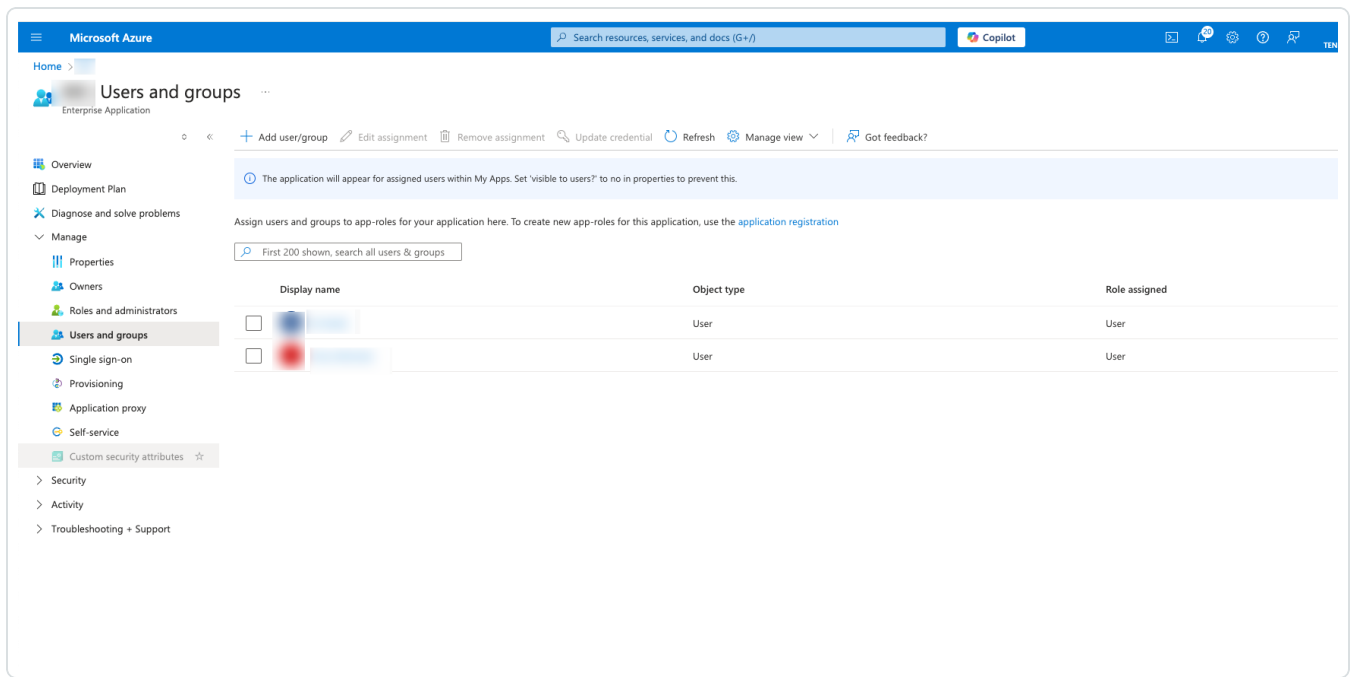 Microsoft Azure
Search resources, services, and docs (G+/)
Copilot
20
TEN
Home >
Users and groups ...
Enterprise Application
Add user/group
Edit assignment
Remove assignment
Update credential
Refresh
Manage view
Got feedback?
Overview
Deployment Plan
Diagnose and solve problems
Manage
Properties
Owners
Roles and administrators
Users and groups
Single sign-on
Provisioning
Application proxy
Self-service
Custom security attributes
Security
Activity
Troubleshooting + Support
The application will appear for assigned users within My Apps. Set 'visible to users?' to no in properties to prevent this.
Assign users and groups to app-roles for your application here. To create new app-roles for this application, use the application registration
First 200 shown, search all users & groups
Display name Object type Role assigned
User User
User User